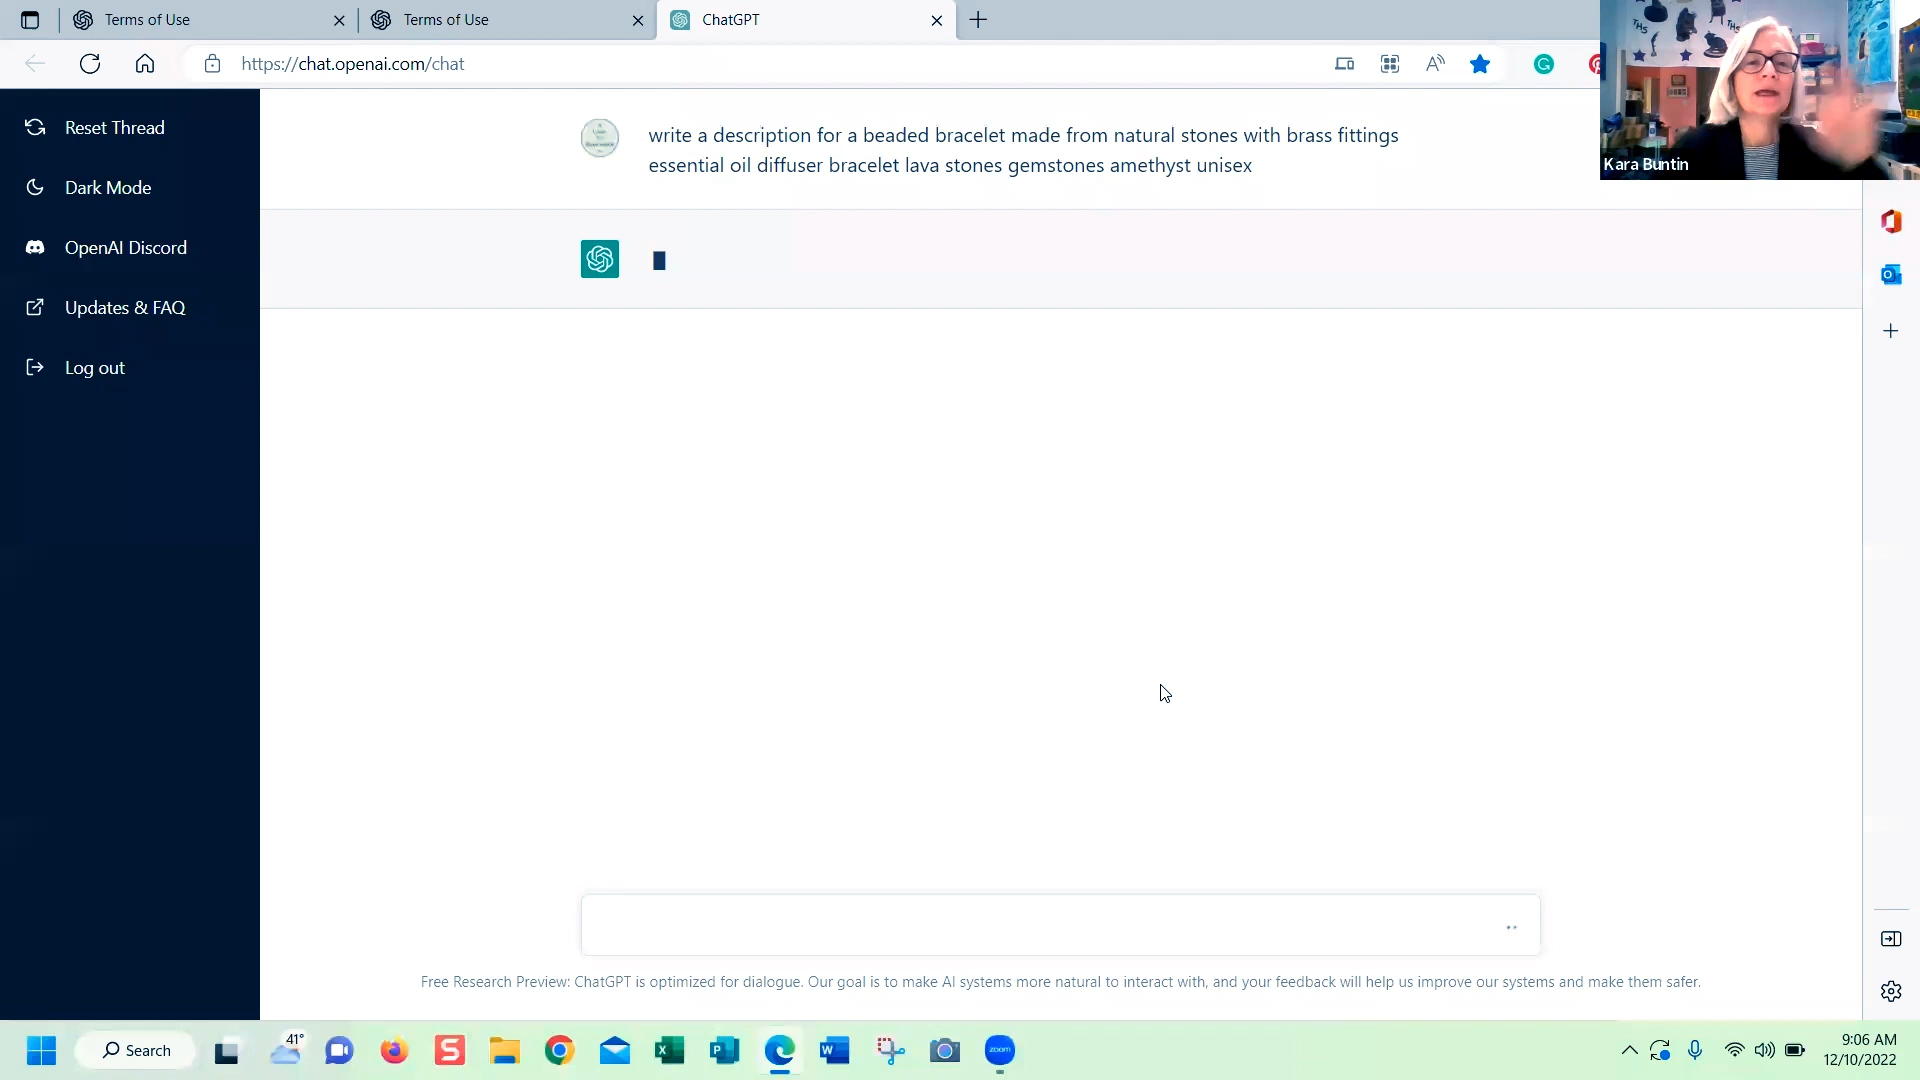 Terms of Use
Terms of Use
ChatGPT
https://chat.openai.com/chat
Kara Buntin
Reset Thread
Dark Mode
OpenAI Discord
Updates & FAQ
Log out
write a description for a beaded bracelet made from natural stones with brass fittings
essential oil diffuser bracelet lava stones gemstones amethyst unisex
Free Research Preview: ChatGPT is optimized for dialogue. Our goal is to make AI systems more natural to interact with, and your feedback will help us improve our systems and make them safer.
Search
41°
zoom
9:06 AM
12/10/2022